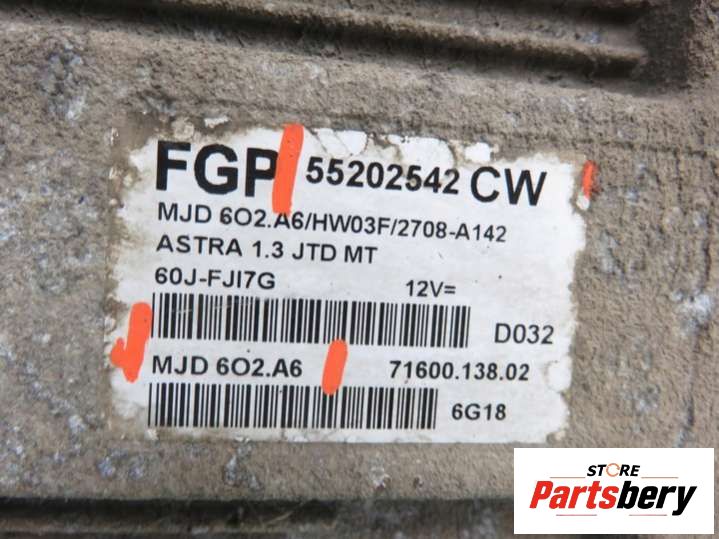 FGP 55202542 CW
MJD 6O2.A6/HW03F/2708-A142
ASTRA 1.3 JTD MT
60J-FJI7G 12V=
D032
MJD 6O2.A6 71600.138.02
6G18
STORE
Partsbery